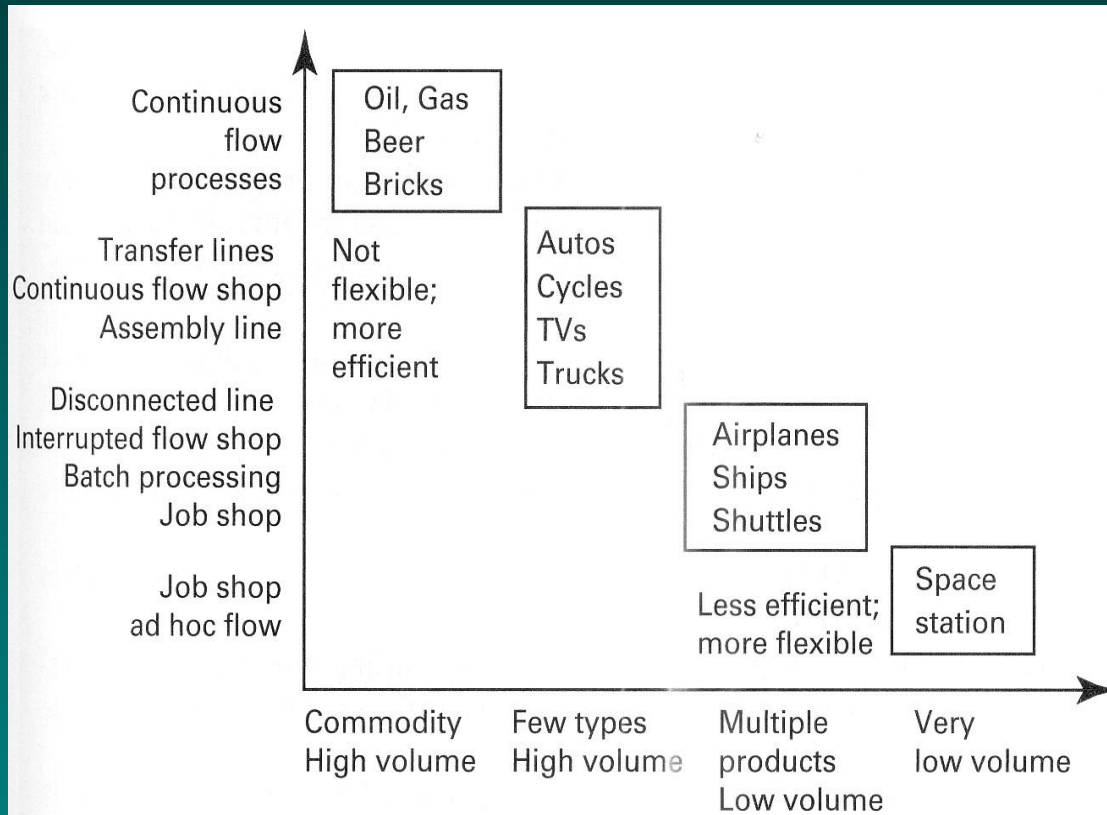 Continuous
flow
processes
Oil, Gas
Beer
Bricks
Transfer lines
Continuous flow shop
Assembly line
Not
flexible;
more
efficient
Autos
Cycles
TVs
Trucks
Disconnected line
Interrupted flow shop
Batch processing
Job shop
Airplanes
Ships
Shuttles
Job shop
ad hoc flow
Less efficient;
more flexible
Space
station
Commodity
High volume
Few types
High volume
Multiple
products
Low volume
Very
low volume